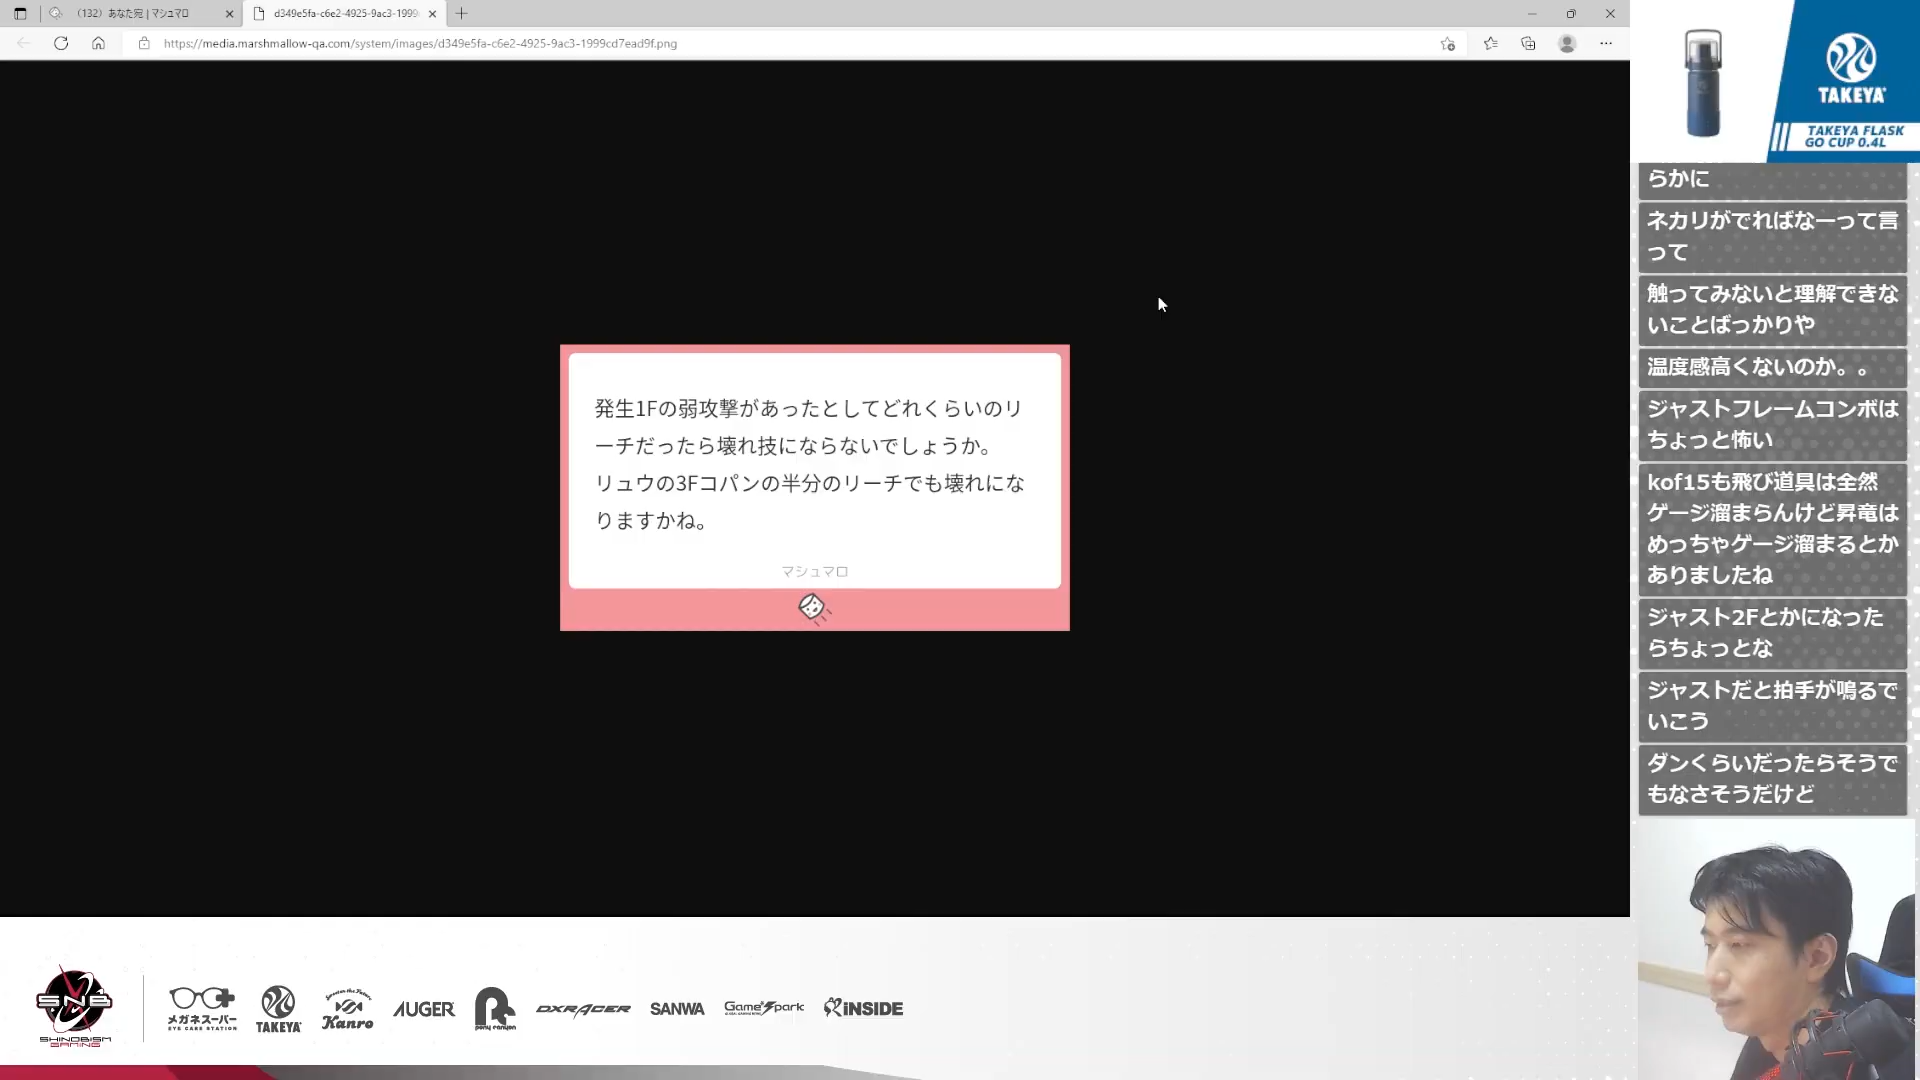 （132）あなた宛 | マシュマロ
d349e5fa-c6e2-4925-9ac3-1999
https://media.marshmallow-qa.com/system/images/d349e5fa-c6e2-4925-9ac3-1999cd7ead9f.png
発生1Fの弱攻撃があったとしてどれくらいのリ
ーチだったら壊れ技にならないでしょうか。
リュウの3Fコパンの半分のリーチでも壊れにな
りますかね。
マシュマロ
TAKEYA
TAKEYA FLASK
GO CUP 0.4L
らかに
ネカリがでればなーって言
って
触ってみないと理解できな
いことばっかりや
温度感高くないのか。。
ジャストフレームコンボは
ちょっと怖い
kof15も飛び道具は全然
ゲージ溜まらんけど昇竜は
めっちゃゲージ溜まるとか
ありましたね
ジャスト2Fとかになった
らちょっとな
ジャストだと拍手が鳴るで
いこう
ダンくらいだったらそうで
もなさそうだけど
SNB
SHINOBISM
GAMING
メガネスーパー
EYE CARE STATION
TAKEYA
Kanro
AUGER
pony canyon
DXRACER
SANWA
Game*Spark
iNSIDE